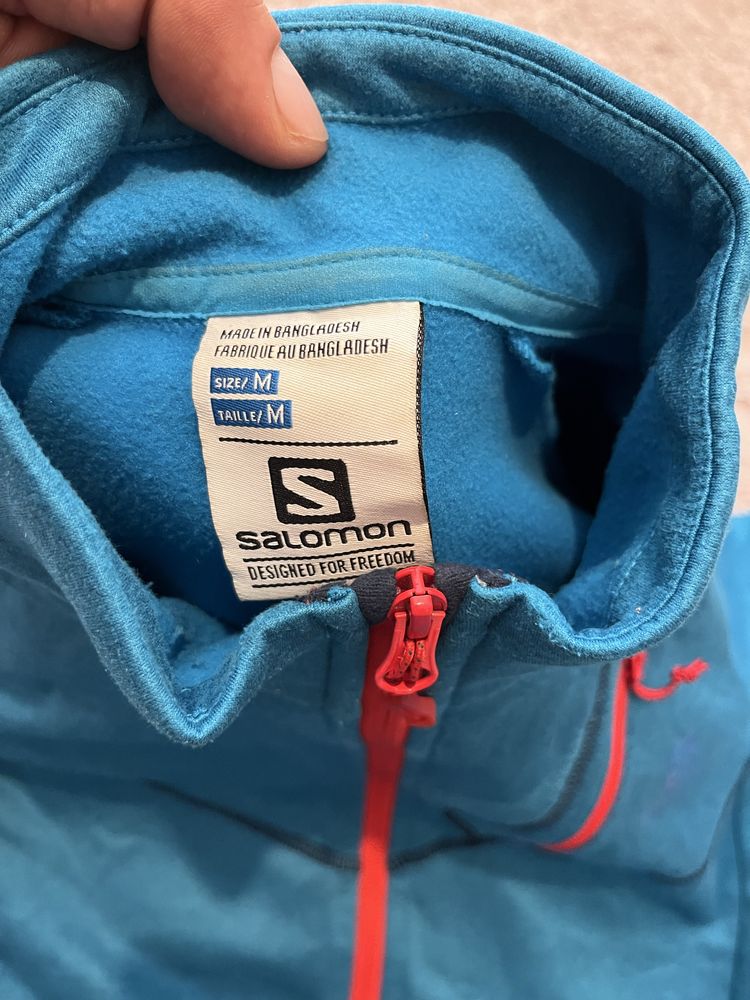 MADE IN BANGLADESH
FABRIQUE AU BANGLADESH
SIZE/ M
TAILLE/ M
S
SALOMON
DESIGNED FOR FREEDOM